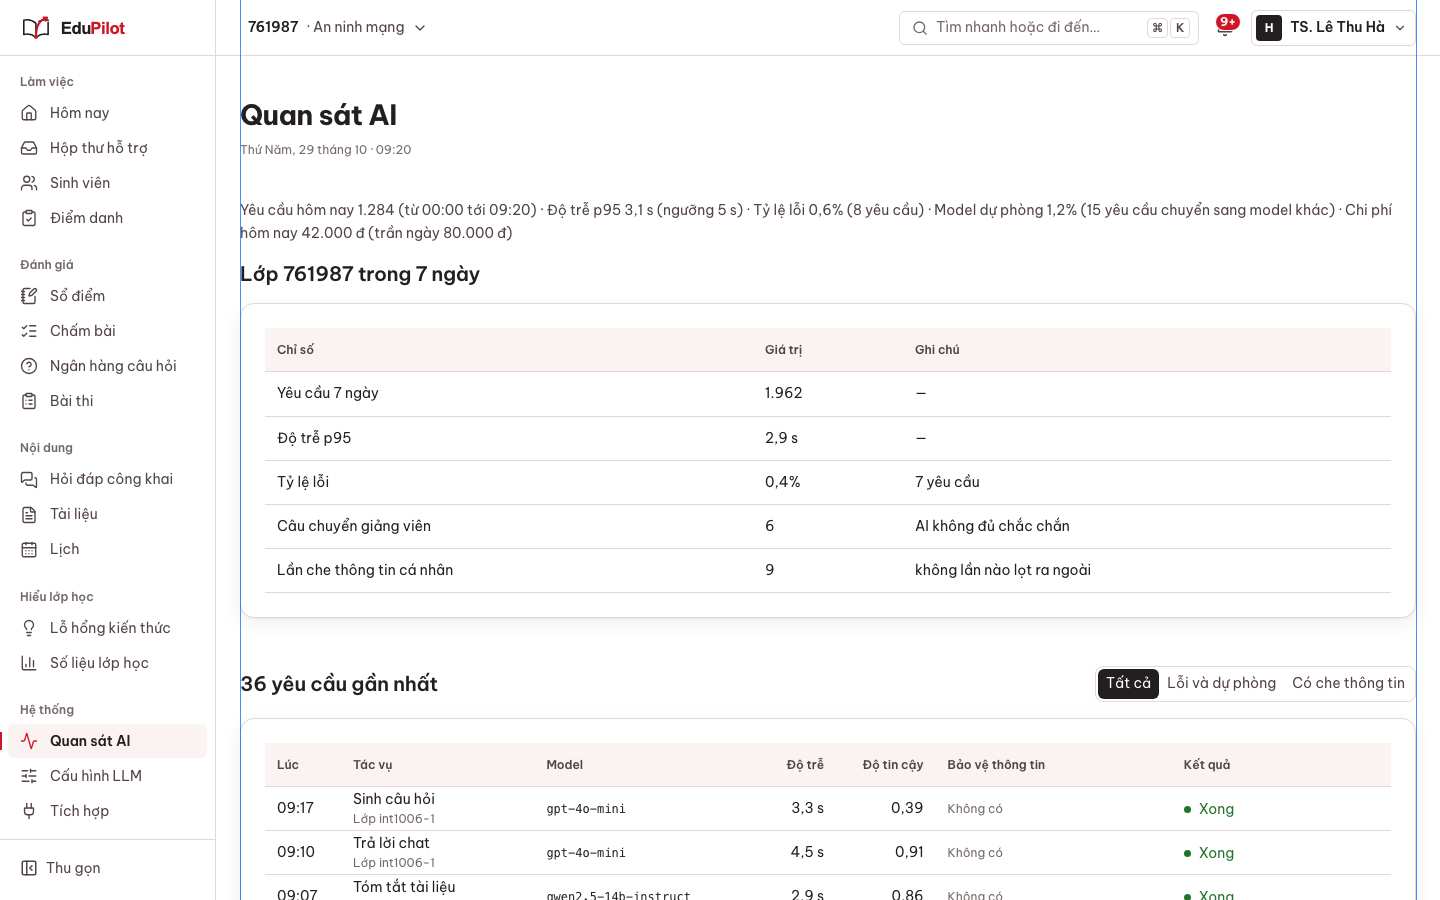 EduPilot
761987 · An ninh mạng
Tìm nhanh hoặc đi đến...
⌘ K
9+
H
TS. Lê Thu Hà
Làm việc
Hôm nay
Hộp thư hỗ trợ
Sinh viên
Điểm danh
Đánh giá
Sổ điểm
Chấm bài
Ngân hàng câu hỏi
Bài thi
Nội dung
Hỏi đáp công khai
Tài liệu
Lịch
Hiểu lớp học
Lỗ hổng kiến thức
Số liệu lớp học
Hệ thống
Quan sát AI
Cấu hình LLM
Tích hợp
Thu gọn
Quan sát AI
Thứ Năm, 29 tháng 10 · 09:20
Yêu cầu hôm nay 1.284 (từ 00:00 tới 09:20) · Độ trễ p95 3,1 s (ngưỡng 5 s) · Tỷ lệ lỗi 0,6% (8 yêu cầu) · Model dự phòng 1,2% (15 yêu cầu chuyển sang model khác) · Chi phí
hôm nay 42.000 đ (trần ngày 80.000 đ)
Lớp 761987 trong 7 ngày
Chỉ số Giá trị Ghi chú
Yêu cầu 7 ngày 1.962 —
Độ trễ p95 2,9 s —
Tỷ lệ lỗi 0,4% 7 yêu cầu
Câu chuyển giảng viên 6 AI không đủ chắc chắn
Lần che thông tin cá nhân 9 không lần nào lọt ra ngoài
36 yêu cầu gần nhất
Tất cả Lỗi và dự phòng Có che thông tin
Lúc Tác vụ Model Độ trễ Độ tin cậy Bảo vệ thông tin Kết quả
09:17 Sinh câu hỏi gpt-4o-mini 3,3 s 0,39 Không có Xong
Lớp int1006-1
09:10 Trả lời chat gpt-4o-mini 4,5 s 0,91 Không có Xong
Lớp int1006-1
09:07 Tóm tắt tài liệu qwen2.5-14b-instruct 2,9 s 0,86 Không có Xong